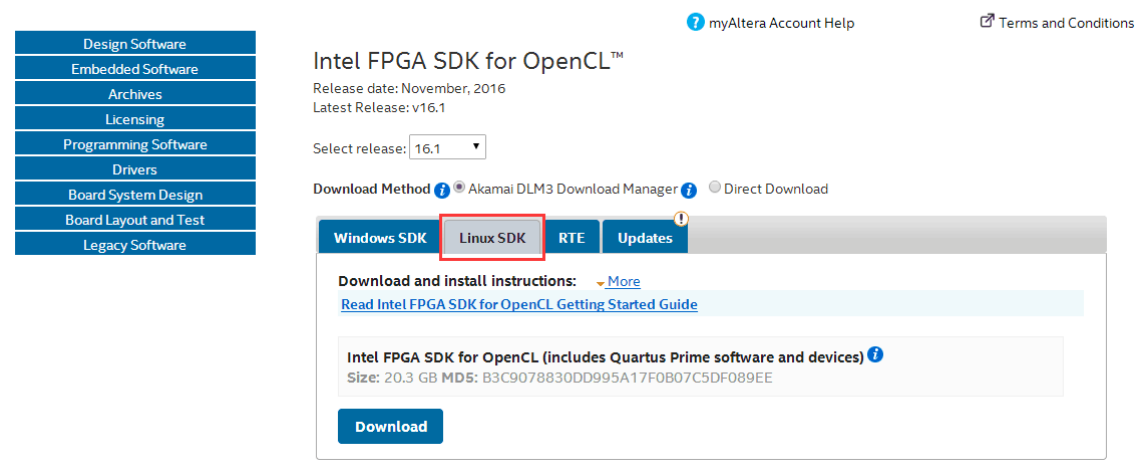 myAltera Account Help
Terms and Conditions
Design Software
Embedded Software
Archives
Licensing
Programming Software
Drivers
Board System Design
Board Layout and Test
Legacy Software
Intel FPGA SDK for OpenCL™
Release date: November, 2016
Latest Release: v16.1
Select release: 16.1
Download Method Akamai DLM3 Download Manager Direct Download
Windows SDK Linux SDK RTE Updates
Download and install instructions: More
Read Intel FPGA SDK for OpenCL Getting Started Guide
Intel FPGA SDK for OpenCL (includes Quartus Prime software and devices)
Size: 20.3 GB MD5: B3C9078830DD995A17F0B07C5DF089EE
Download